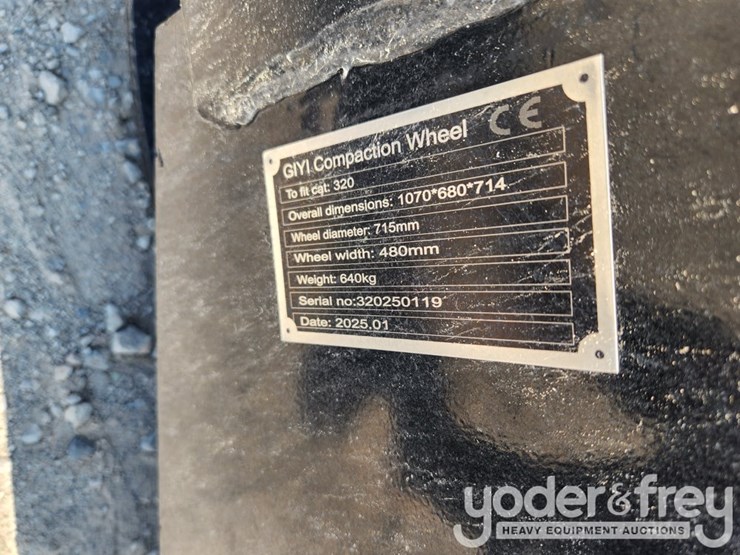 GIYI Compaction Wheel CE
To fit cat: 320
Overall dimensions: 1070*680*714
Wheel diameter: 715mm
Wheel width: 480mm
Weight: 640kg
Serial no:320250119
Date: 2025.01
yoder&frey
HEAVY EQUIPMENT AUCTIONS